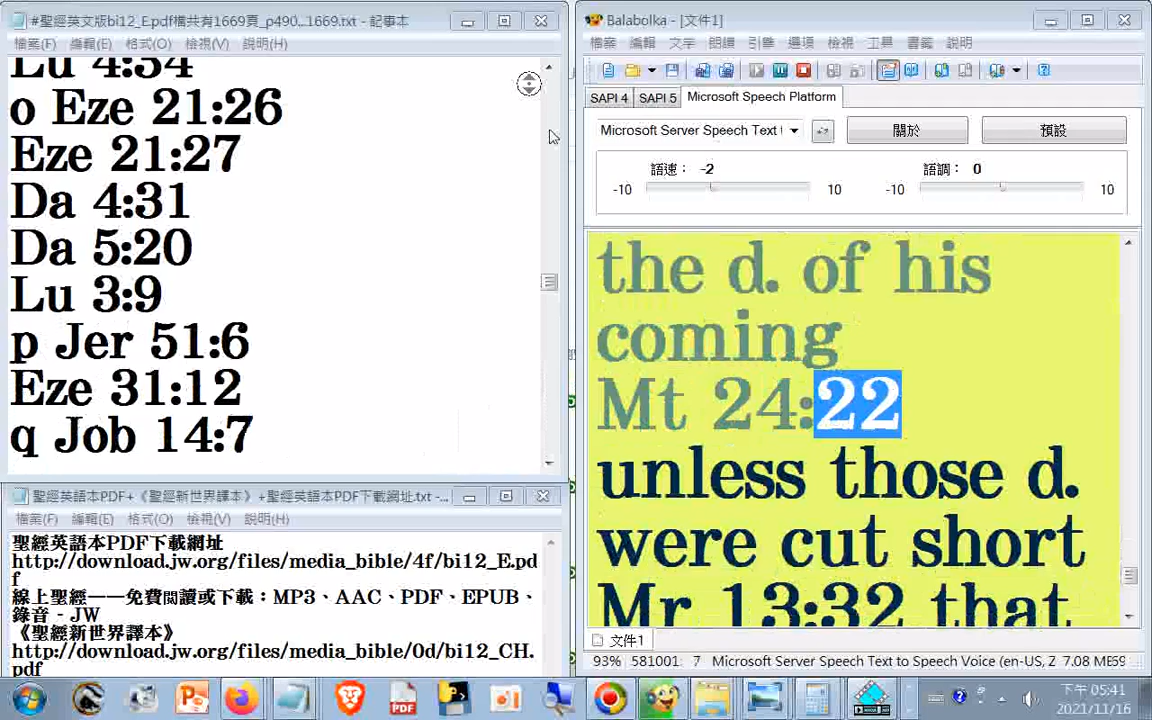 #聖經英文版bi12_E.pdf檔共有1669頁_p490...1669.txt - 記事本
檔案(F) 編輯(E) 格式(O) 檢視(V) 說明(H)
Lu 4:34
o Eze 21:26
Eze 21:27
Da 4:31
Da 5:20
Lu 3:9
p Jer 51:6
Eze 31:12
q Job 14:7
聖經英語本PDF+《聖經新世界譯本》+聖經英語本PDF下載網址.txt -...
檔案(F) 編輯(E) 格式(O) 檢視(V) 說明(H)
聖經英語本PDF下載網址
http://download.jw.org/files/media_bible/4f/bi12_E.pd
f
線上聖經——免費閱讀或下載：MP3、AAC、PDF、EPUB、
錄音 - JW
《聖經新世界譯本》
http://download.jw.org/files/media_bible/0d/bi12_CH.
pdf
Balabolka - [文件1]
檔案 編輯 文字 朗讀 引擎 選項 檢視 工具 書籤 說明
SAPI 4 SAPI 5 Microsoft Speech Platform
Microsoft Server Speech Text 關於 預設
語速： -2 語調： 0
-10 10 -10 10
the d. of his
coming
Mt 24:22
unless those d.
were cut short
Mr 13:32 that
文件1
93% 581001: 7 Microsoft Server Speech Text to Speech Voice (en-US, Z 7.08 ME
下午 05:41
2021/11/16